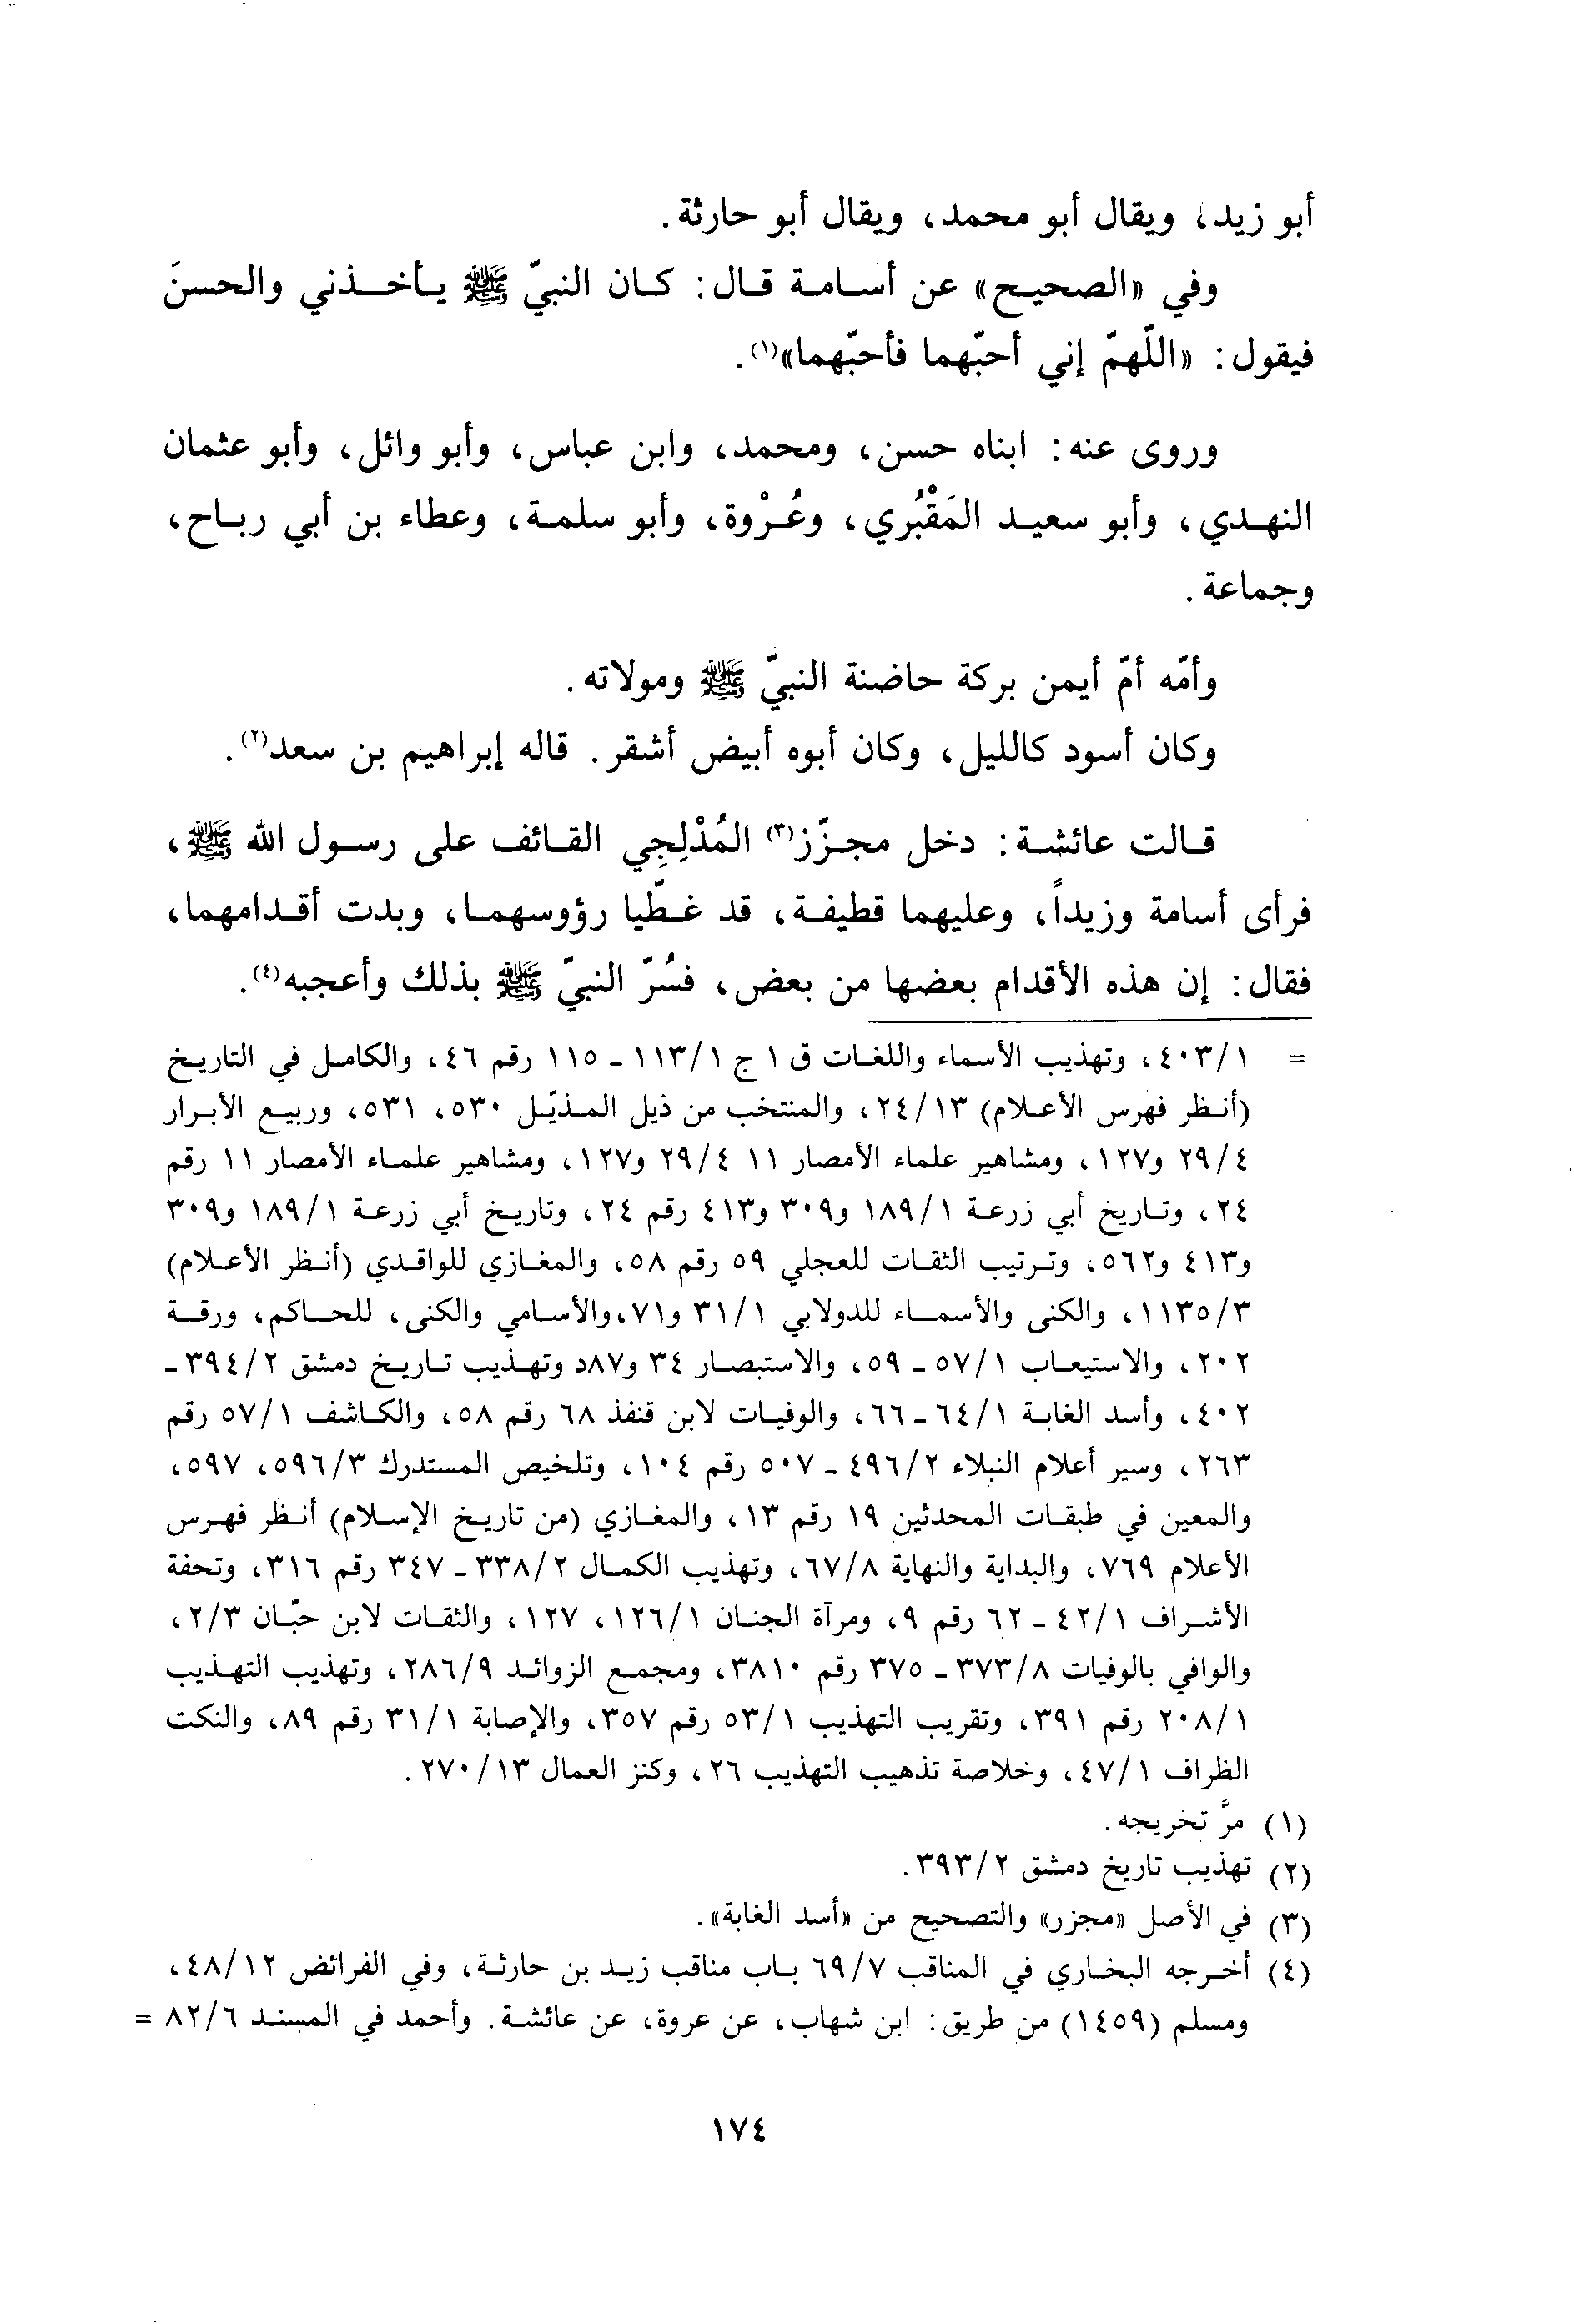 أبو زيد، ويقال أبو محمد، ويقال أبو حارثة.
وفي «الصحيح» عن أسامة قال: كان النبيّ ﷺ يأخذني والحسنَ
فيقول: «اللّهمّ إني أحبّهما فأحبّهما»(١).
وروى عنه: ابناه حسن، ومحمد، وابن عباس، وأبو وائل، وأبو عثمان
النهدي، وأبو سعيد المَقْبُري، وعُرْوة، وأبو سلمة، وعطاء بن أبي رباح،
وجماعة.
وأمّه أمّ أيمن بركة حاضنة النبيّ ﷺ ومولاته.
وكان أسود كالليل، وكان أبوه أبيض أشقر. قاله إبراهيم بن سعد(٢).
قالت عائشة: دخل مجزّز(٣) المُدْلِجِي القائف على رسول الله ﷺ،
فرأى أسامة وزيداً، وعليهما قطيفة، قد غطّيا رؤوسهما، وبدت أقدامهما،
فقال: إن هذه الأقدام بعضها من بعض، فسُرّ النبيّ ﷺ بذلك وأعجبه(٤).
= ٤٠٣/١، وتهذيب الأسماء واللغات ق ١ ج ١١٣/١ - ١١٥ رقم ٤٦، والكامل في التاريخ
(أنظر فهرس الأعلام) ٢٤/١٣، والمنتخب من ذيل المذيّل ٥٣٠، ٥٣١، وربيع الأبرار
٢٩/٤ و١٢٧، ومشاهير علماء الأمصار ١١ ٢٩/٤ و١٢٧، ومشاهير علماء الأمصار ١١ رقم
٢٤، وتاريخ أبي زرعة ١٨٩/١ و٣٠٩ و٤١٣ رقم ٢٤، وتاريخ أبي زرعة ١٨٩/١ و٣٠٩
و٤١٣ و٥٦٢، وترتيب الثقات للعجلي ٥٩ رقم ٥٨، والمغازي للواقدي (أنظر الأعلام)
١١٣٥/٣، والكنى والأسماء للدولابي ٣١/١ و٧١،والأسامي والكنى، للحاكم، ورقة
٢٠٢، والاستيعاب ٥٧/١ - ٥٩، والاستبصار ٣٤ و٨٧د وتهذيب تاريخ دمشق ٣٩٤/٢ -
٤٠٢، وأسد الغابة ٦٤/١ - ٦٦، والوفيات لابن قنفذ ٦٨ رقم ٥٨، والكاشف ٥٧/١ رقم
٢٦٣، وسير أعلام النبلاء ٤٩٦/٢ - ٥٠٧ رقم ١٠٤، وتلخيص المستدرك ٥٩٦/٣، ٥٩٧،
والمعين في طبقات المحدثين ١٩ رقم ١٣، والمغازي (من تاريخ الإسلام) أنظر فهرس
الأعلام ٧٦٩، والبداية والنهاية ٦٧/٨، وتهذيب الكمال ٣٣٨/٢ - ٣٤٧ رقم ٣١٦، وتحفة
الأشراف ٤٢/١ - ٦٢ رقم ٩، ومرآة الجنان ١٢٦/١، ١٢٧، والثقات لابن حبّان ٢/٣،
والوافي بالوفيات ٣٧٣/٨ - ٣٧٥ رقم ٣٨١٠، ومجمع الزوائد ٢٨٦/٩، وتهذيب التهذيب
٢٠٨/١ رقم ٣٩١، وتقريب التهذيب ٥٣/١ رقم ٣٥٧، والإصابة ٣١/١ رقم ٨٩، والنكت
الظراف ٤٧/١، وخلاصة تذهيب التهذيب ٢٦، وكنز العمال ٢٧٠/١٣.
(١) مرَّ تخريجه.
(٢) تهذيب تاريخ دمشق ٣٩٣/٢.
(٣) في الأصل «مجزر» والتصحيح من «أسد الغابة».
(٤) أخرجه البخاري في المناقب ٦٩/٧ باب مناقب زيد بن حارثة، وفي الفرائض ٤٨/١٢،
ومسلم (١٤٥٩) من طريق: ابن شهاب، عن عروة، عن عائشة. وأحمد في المسند ٨٢/٦ =
١٧٤